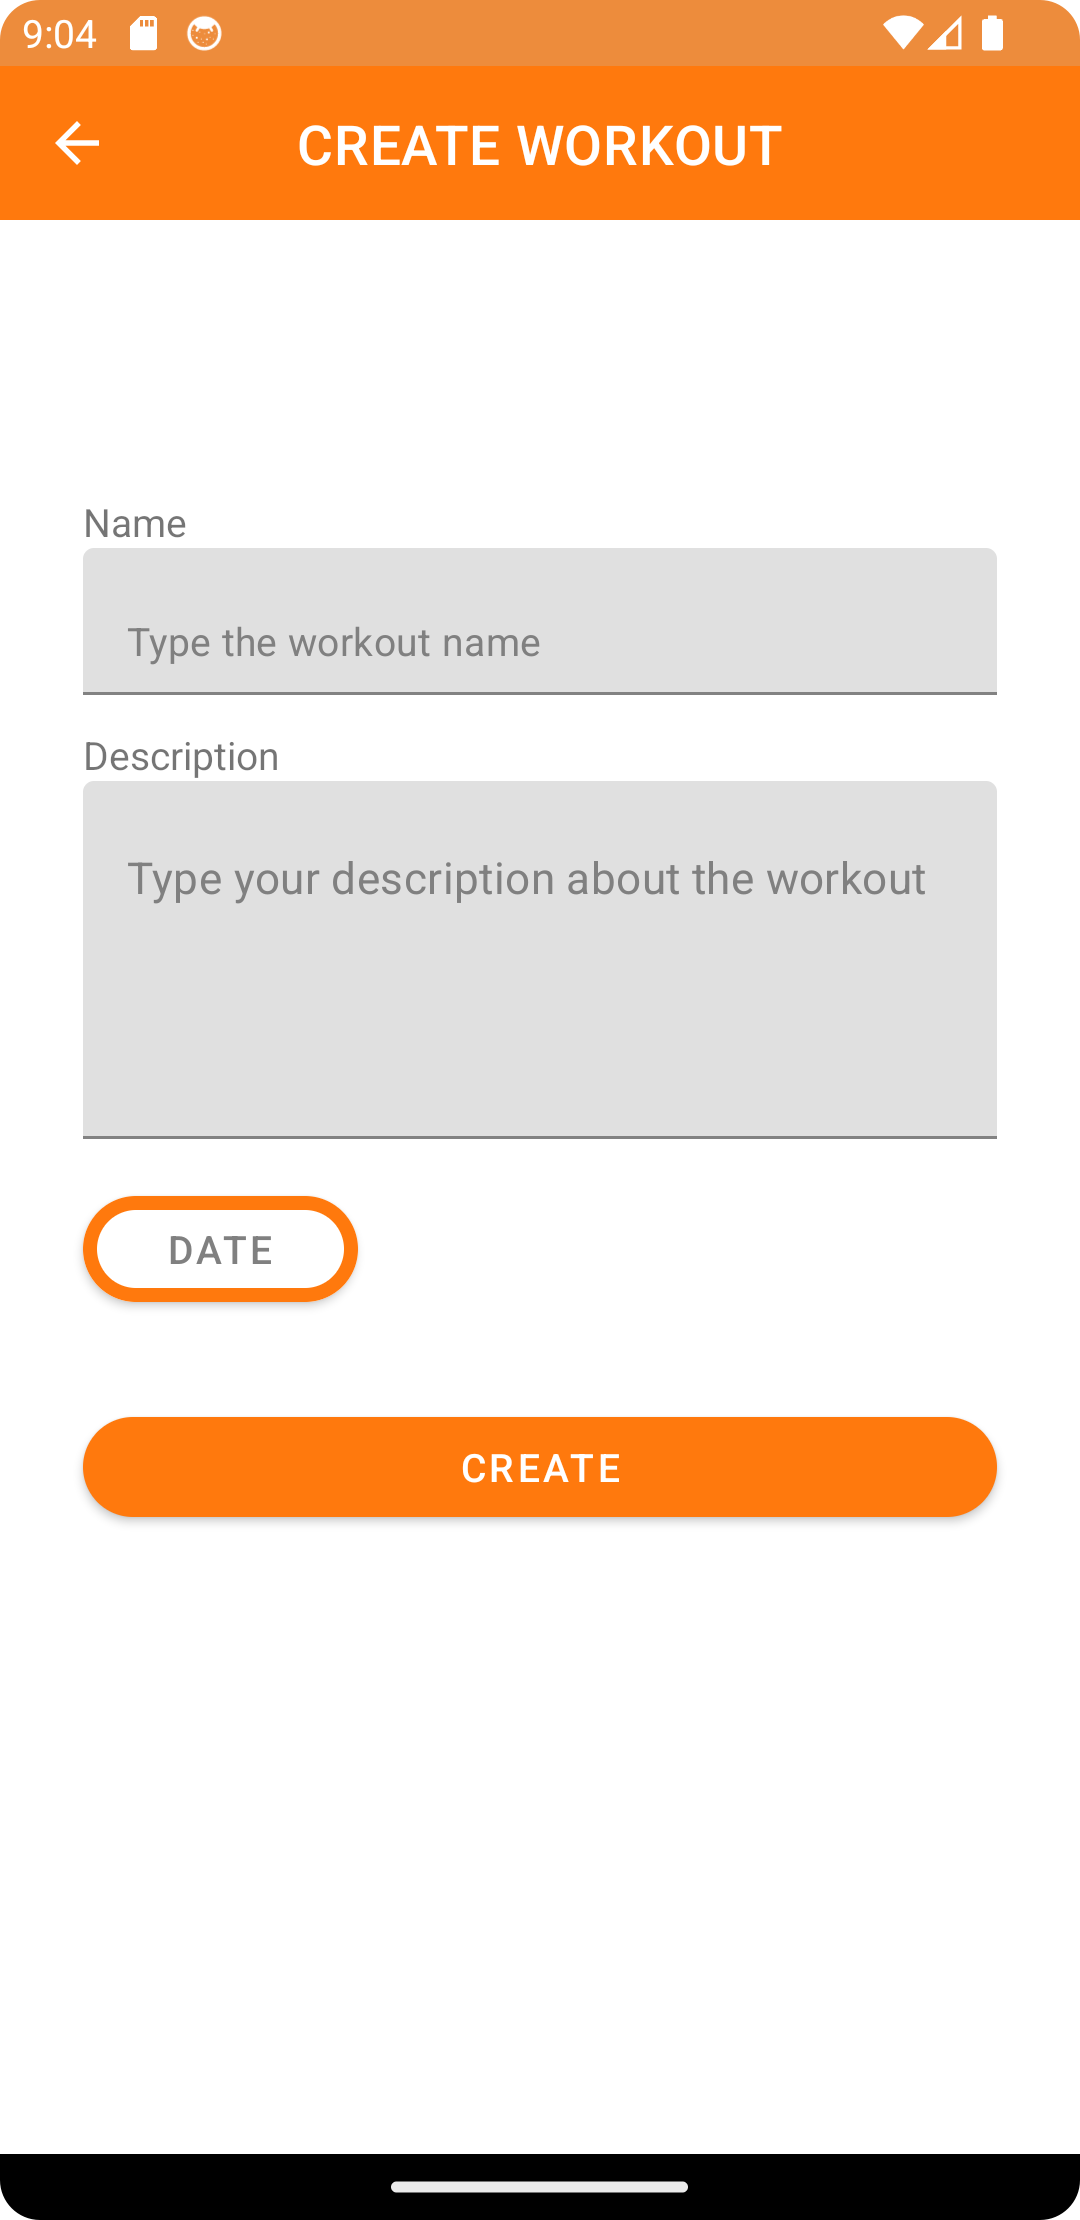 9:04
CREATE WORKOUT
Name
Type the workout name
Description
Type your description about the workout
DATE
CREATE